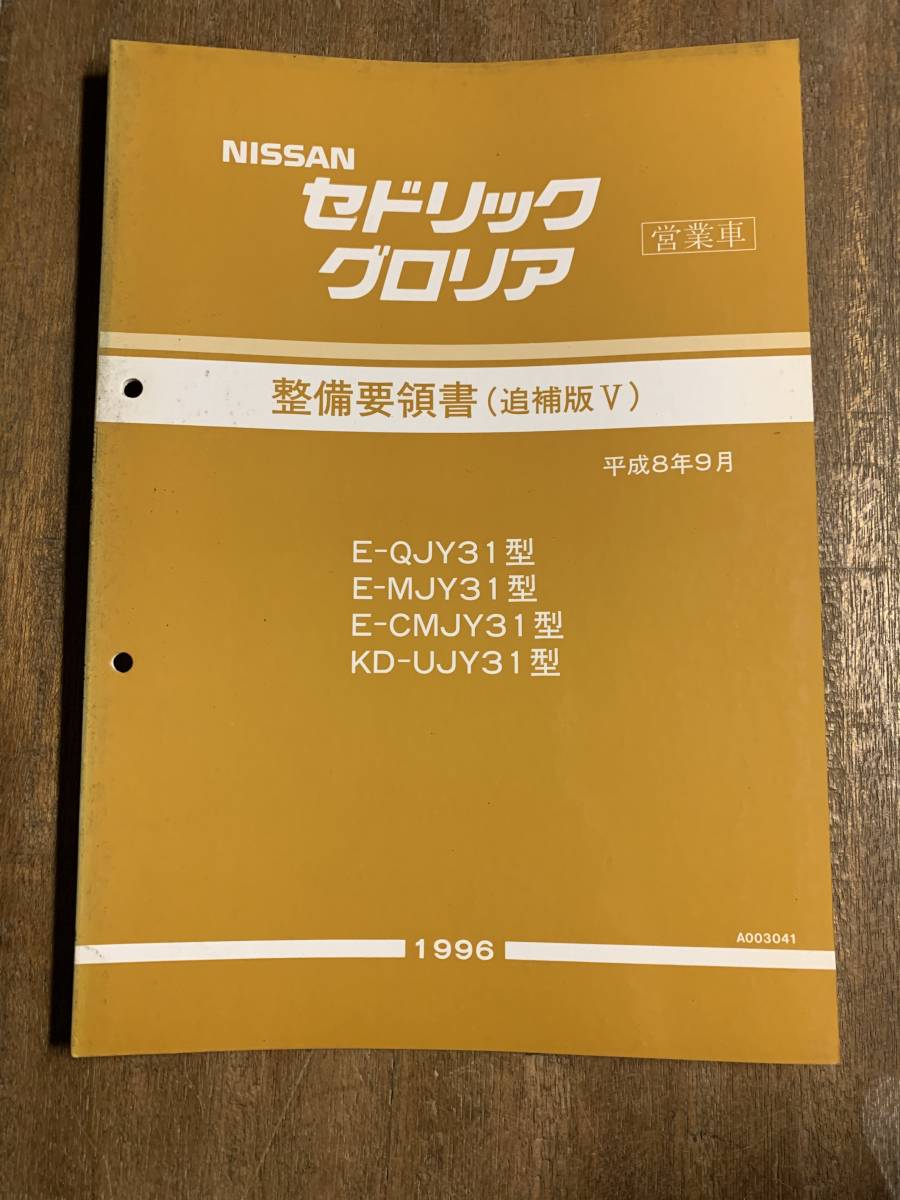 NISSAN
セドリック
グロリア
営業車
整備要領書(追補版Ⅴ)
平成8年9月
E-QJY31型
E-MJY31型
E-CMJY31型
KD-UJY31型
1996
A003041